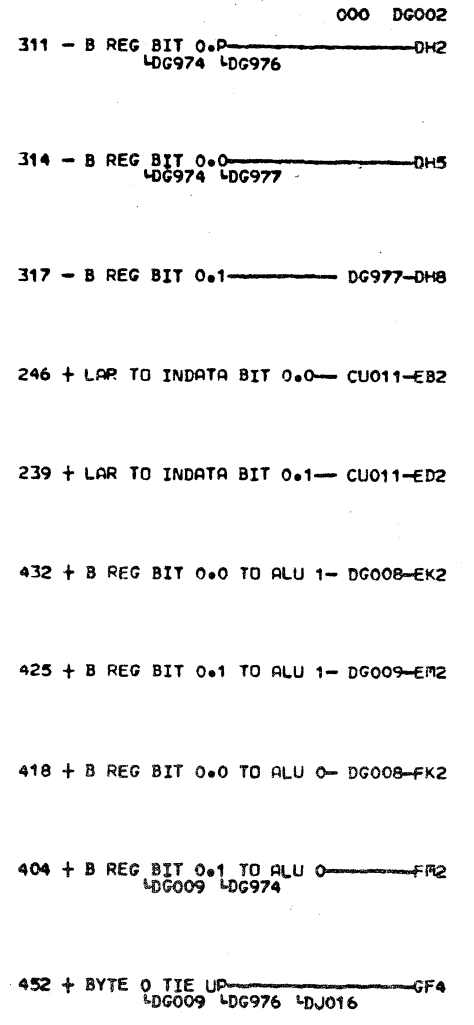 000 DG002
311 - B REG BIT 0.P DH2
DG974 DG976
314 - B REG BIT 0.0 DH5
DG974 DG977
317 - B REG BIT 0.1 DG977-DH8
246 + LAR TO INDATA BIT 0.0 CU011-EB2
239 + LAR TO INDATA BIT 0.1 CU011-ED2
432 + B REG BIT 0.0 TO ALU 1- DG008-EK2
425 + B REG BIT 0.1 TO ALU 1- DG009-EM2
418 + B REG BIT 0.0 TO ALU 0- DG008-FK2
404 + B REG BIT 0.1 TO ALU 0 FM2
DG009 DG974
452 + BYTE 0 TIE UP GF4
DG009 DG976 DJ016